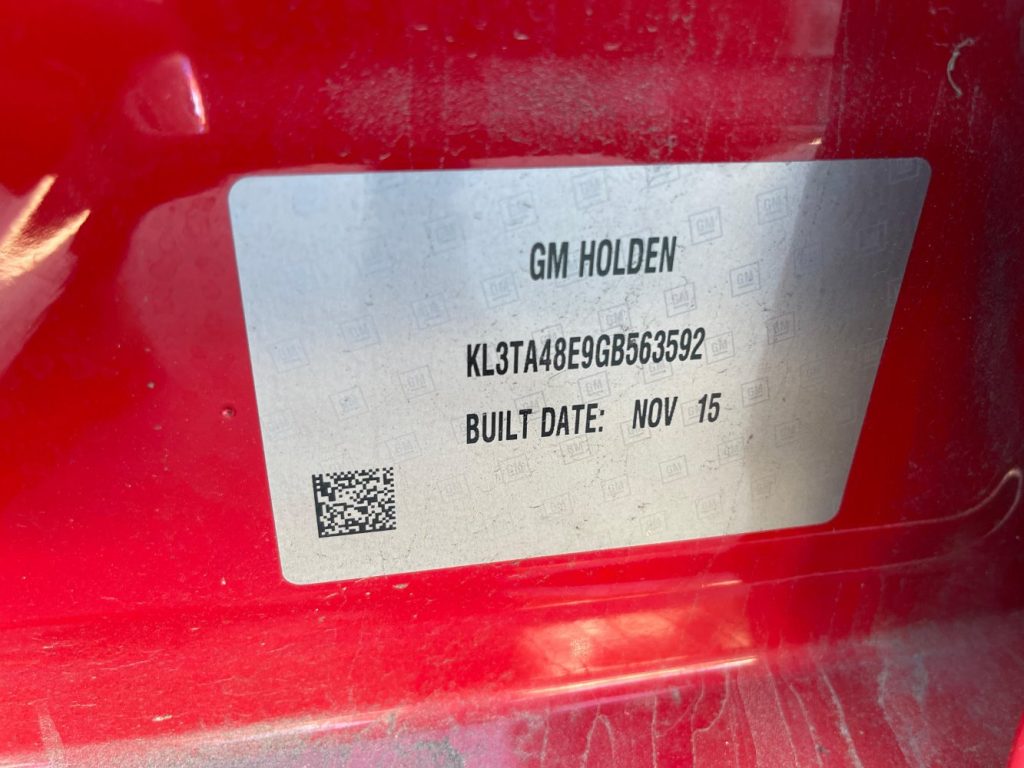 GM HOLDEN
KL3TA48E9GB563592
BUILT DATE: NOV 15